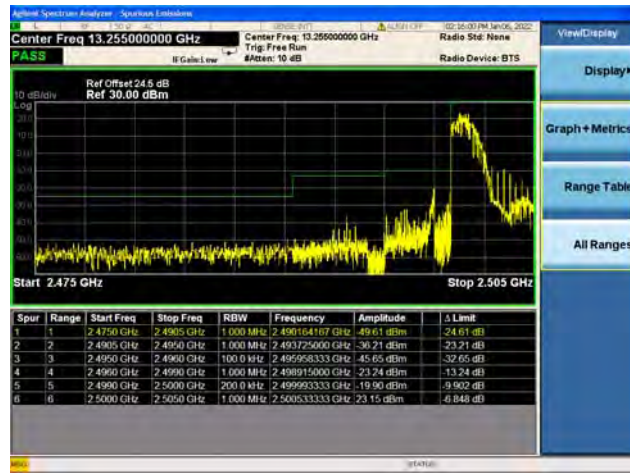 Agilent Spectrum Analyzer - Spurious Emissions
SENSE:INT ALIGN OFF 02:16:00 PM Jan 06, 2022
Center Freq 13.255000000 GHz
Center Freq: 13.255000000 GHz
Radio Std: None
PASS
Trig: Free Run
IFGain:Low
#Atten: 10 dB
Radio Device: BTS
View/Display
Display
Graph + Metrics
Range Table
All Ranges
Ref Offset 24.5 dB
10 dB/div Ref 30.00 dBm
Log
Start 2.475 GHz
Stop 2.505 GHz
Spur Range Start Freq Stop Freq RBW Frequency Amplitude Δ Limit
1 1 2.4750 GHz 2.4905 GHz 1.000 MHz 2.490164167 GHz -49.61 dBm -24.61 dB
2 2 2.4905 GHz 2.4950 GHz 1.000 MHz 2.493725000 GHz -36.21 dBm -23.21 dB
3 3 2.4950 GHz 2.4960 GHz 100.0 kHz 2.495958333 GHz -45.65 dBm -32.65 dB
4 4 2.4960 GHz 2.4990 GHz 1.000 MHz 2.498915000 GHz -23.24 dBm -13.24 dB
5 5 2.4990 GHz 2.5000 GHz 200.0 kHz 2.499993333 GHz -19.90 dBm -9.902 dB
6 6 2.5000 GHz 2.5050 GHz 1.000 MHz 2.500533333 GHz 23.15 dBm -6.848 dB
MSG
STATUS